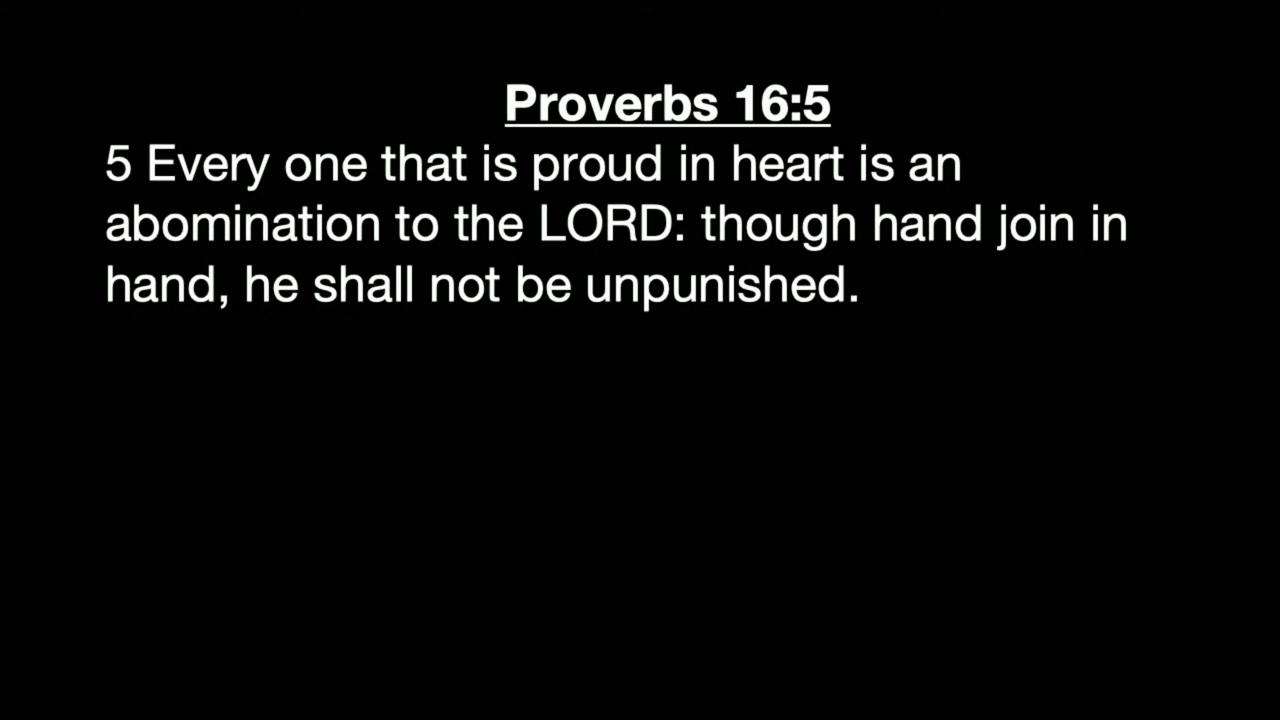 Proverbs 16:5
5 Every one that is proud in heart is an
abomination to the LORD: though hand join in
hand, he shall not be unpunished.